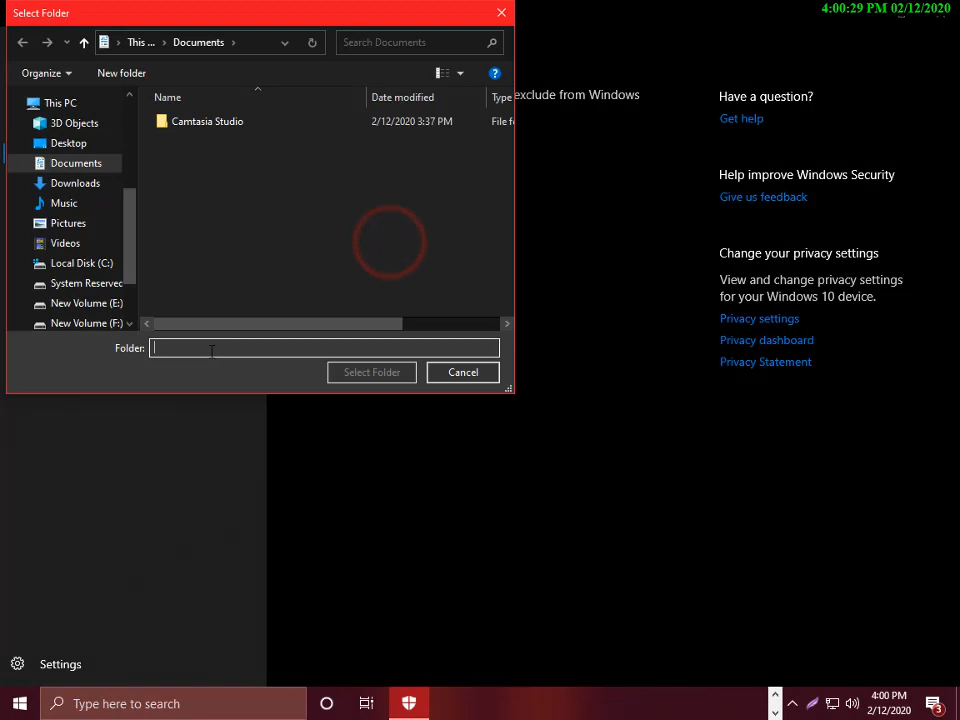 Select Folder
4:00:29 PM 02/12/2020
This ... Documents
Search Documents
Organize
New folder
Name
Date modified
Type
Camtasia Studio
2/12/2020 3:37 PM
File f
This PC
3D Objects
Desktop
Documents
Downloads
Music
Pictures
Videos
Local Disk (C:)
System Reserved
New Volume (E:)
New Volume (F:)
Folder:
Select Folder
Cancel
exclude from Windows
Have a question?
Get help
Help improve Windows Security
Give us feedback
Change your privacy settings
View and change privacy settings
for your Windows 10 device.
Privacy settings
Privacy dashboard
Privacy Statement
Settings
Type here to search
4:00 PM
2/12/2020
3